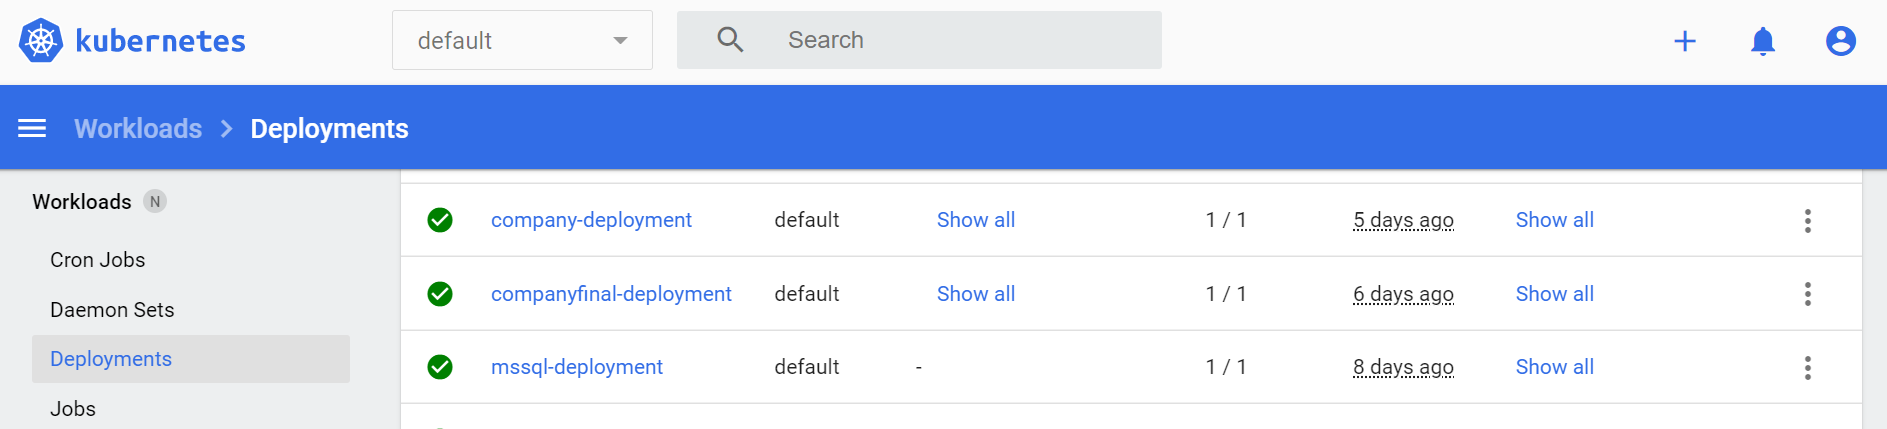 kubernetes
default
Search
Workloads
Deployments
Workloads N
Cron Jobs
Daemon Sets
Deployments
Jobs
company-deployment default Show all 1 / 1 5 days ago Show all
companyfinal-deployment default Show all 1 / 1 6 days ago Show all
mssql-deployment default - 1 / 1 8 days ago Show all